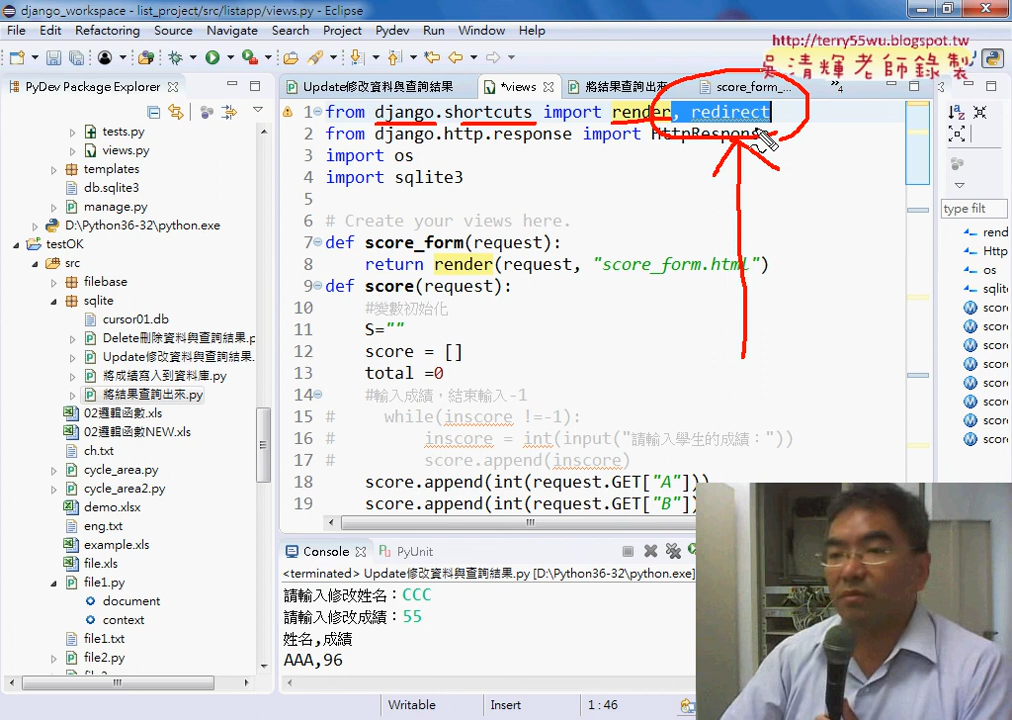 django_workspace - list_project/src/listapp/views.py - Eclipse
File Edit Refactoring Source Navigate Search Project Pydev Run Window Help
http://terry55wu.blogspot.tw
吳清輝老師錄製
PyDev Package Explorer
Update修改資料與查詢結果
*views
將結果查詢出來
score_form_...
4
tests.py
views.py
templates
db.sqlite3
manage.py
D:\Python36-32\python.exe
testOK
src
filebase
sqlite
cursor01.db
Delete刪除資料與查詢結果.p
Update修改資料與查詢結果.
將成績寫入到資料庫.py
將結果查詢出來.py
02邏輯函數.xls
02邏輯函數NEW.xls
ch.txt
cycle_area.py
cycle_area2.py
demo.xlsx
eng.txt
example.xls
file.xls
file1.py
document
context
file1.txt
file2.py
1 from django.shortcuts import render, redirect
2 from django.http.response import HttpResponse
3 import os
4 import sqlite3
5
6 # Create your views here.
7 def score_form(request):
8 return render(request, "score_form.html")
9 def score(request):
10 #變數初始化
11 S=""
12 score = []
13 total =0
14 #輸入成績，結束輸入-1
15 # while(inscore !=-1):
16 # inscore = int(input("請輸入學生的成績："))
17 # score.append(inscore)
18 score.append(int(request.GET["A"]))
19 score.append(int(request.GET["B"])
type filt
rend
Http
os
sqlite
score
score
score
score
score
score
score
score
Console
PyUnit
<terminated> Update修改資料與查詢結果.py [D:\Python36-32\python.exe]
請輸入修改姓名：CCC
請輸入修改成績：55
姓名,成績
AAA,96
Writable Insert 1:46